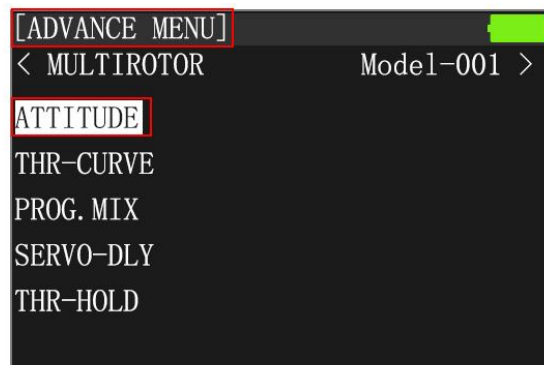 [ADVANCE MENU]
< MULTIROTOR Model-001 >
ATTITUDE
THR-CURVE
PROG.MIX
SERVO-DLY
THR-HOLD